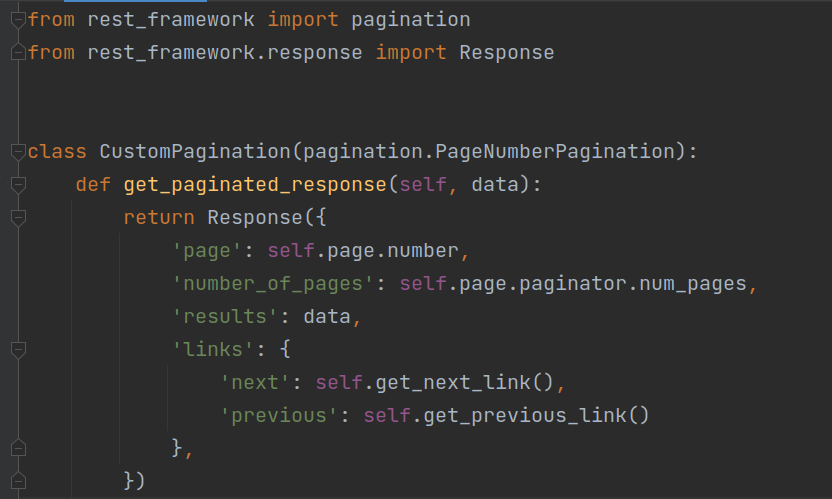 from rest_framework import pagination
from rest_framework.response import Response
class CustomPagination(pagination.PageNumberPagination):
    def get_paginated_response(self, data):
        return Response({
            'page': self.page.number,
            'number_of_pages': self.page.paginator.num_pages,
            'results': data,
            'links': {
                'next': self.get_next_link(),
                'previous': self.get_previous_link()
            },
        })